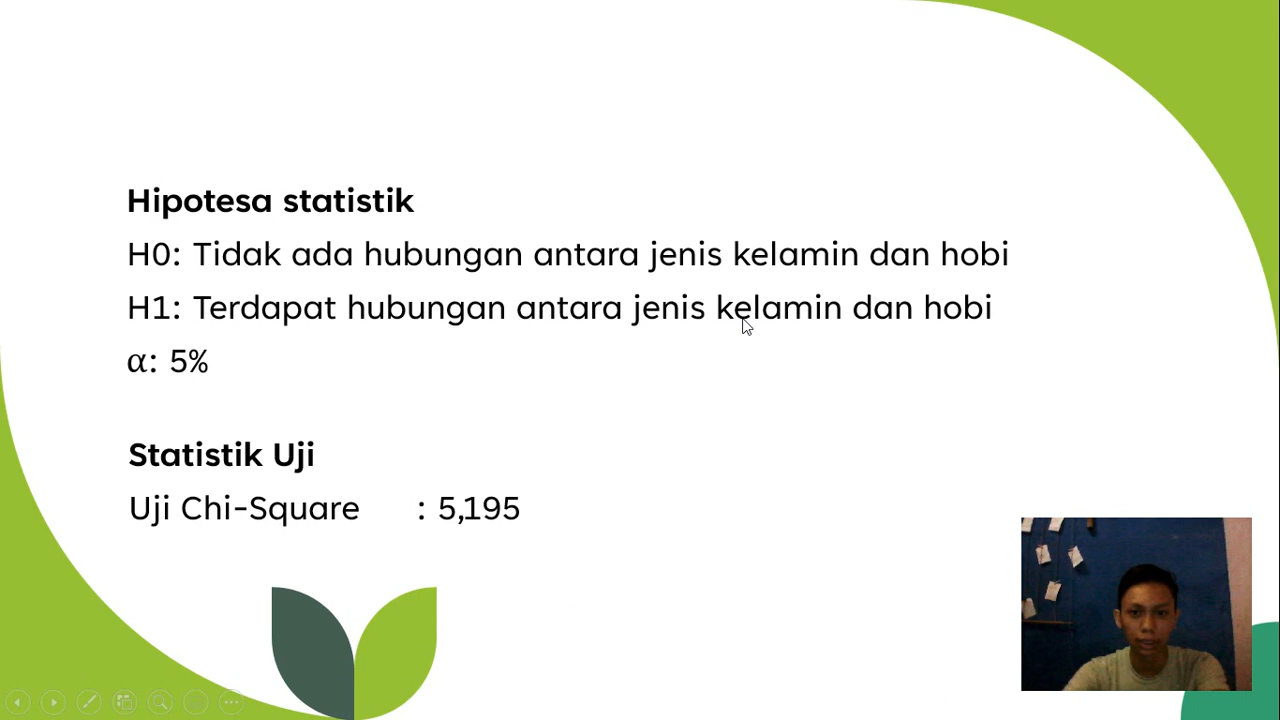 Hipotesa statistik
H0: Tidak ada hubungan antara jenis kelamin dan hobi
H1: Terdapat hubungan antara jenis kelamin dan hobi
α: 5%
Statistik Uji
Uji Chi-Square : 5,195